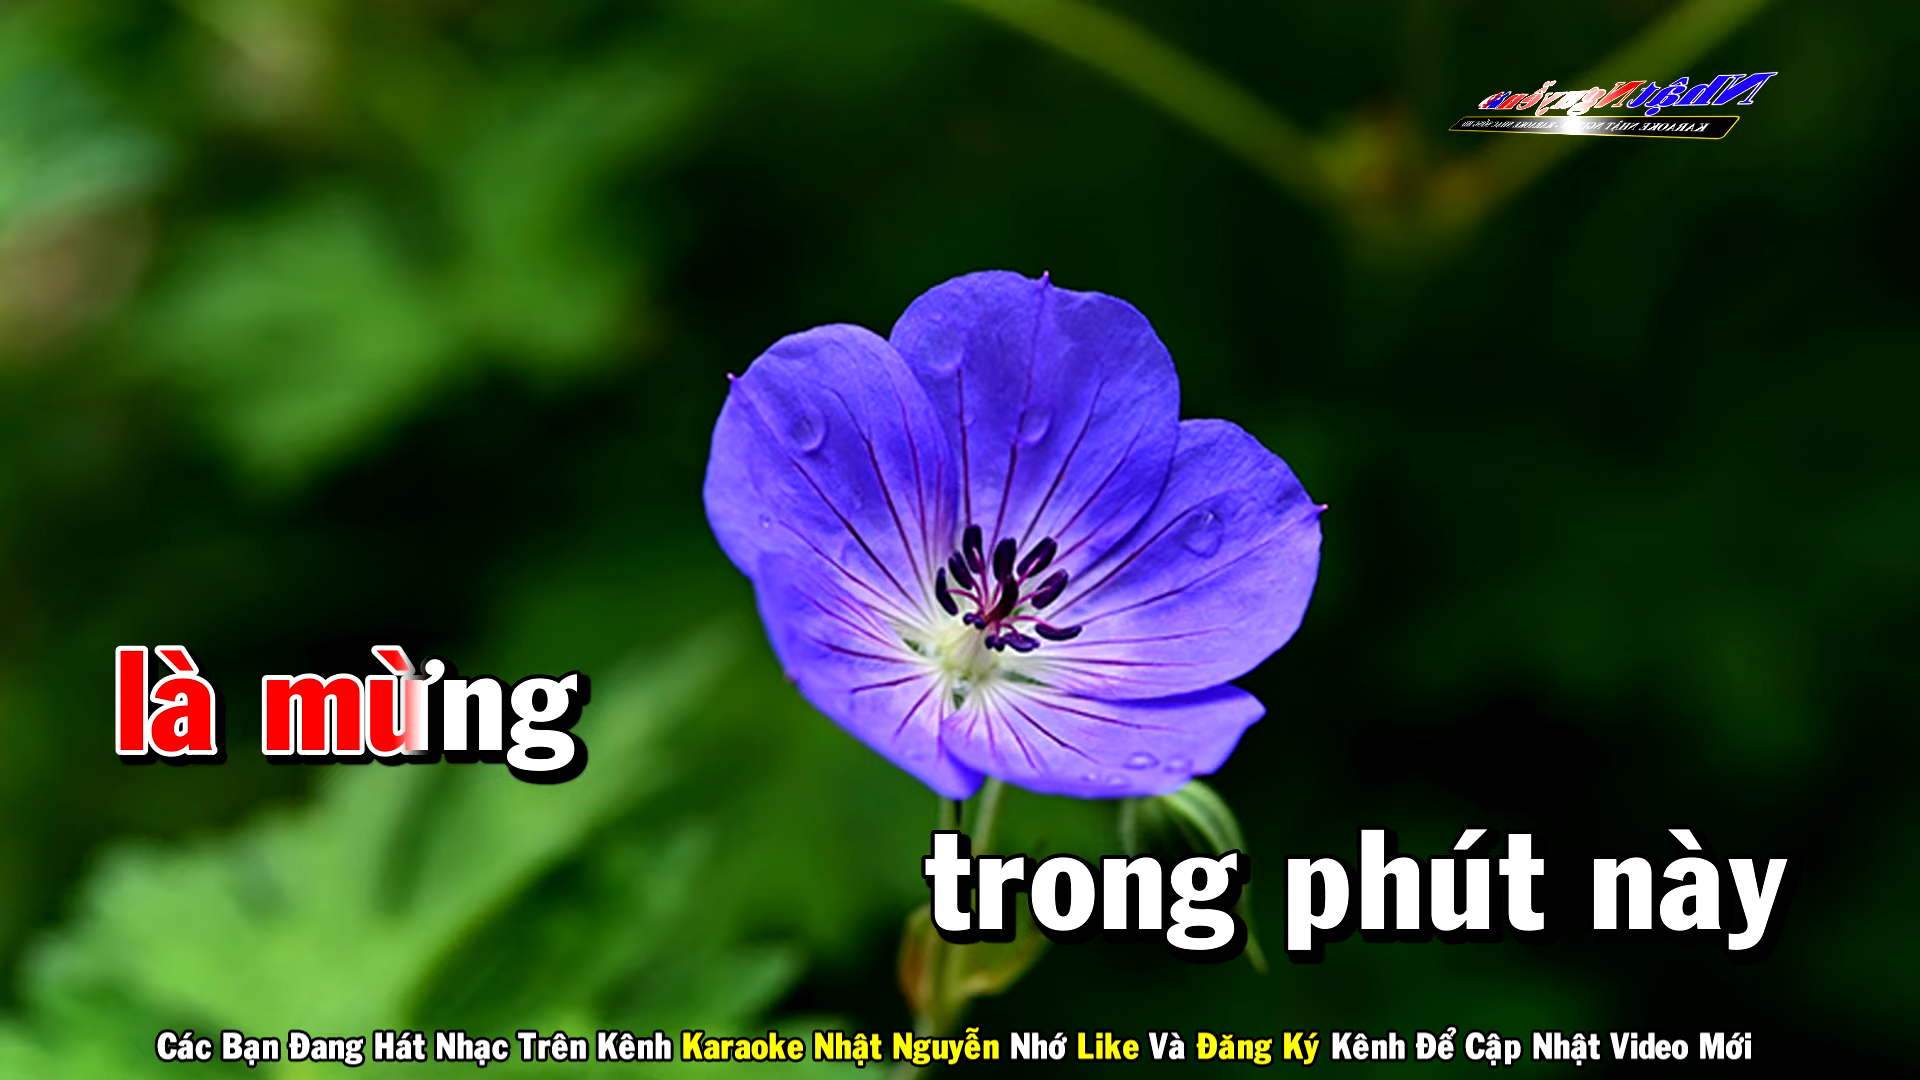 NhậtNguyễn
là mừng
trong phút này
Các Bạn Đang Hát Nhạc Trên Kênh Karaoke Nhật Nguyễn Nhớ Like Và Đăng Ký Kênh Để Cập Nhật Video Mới